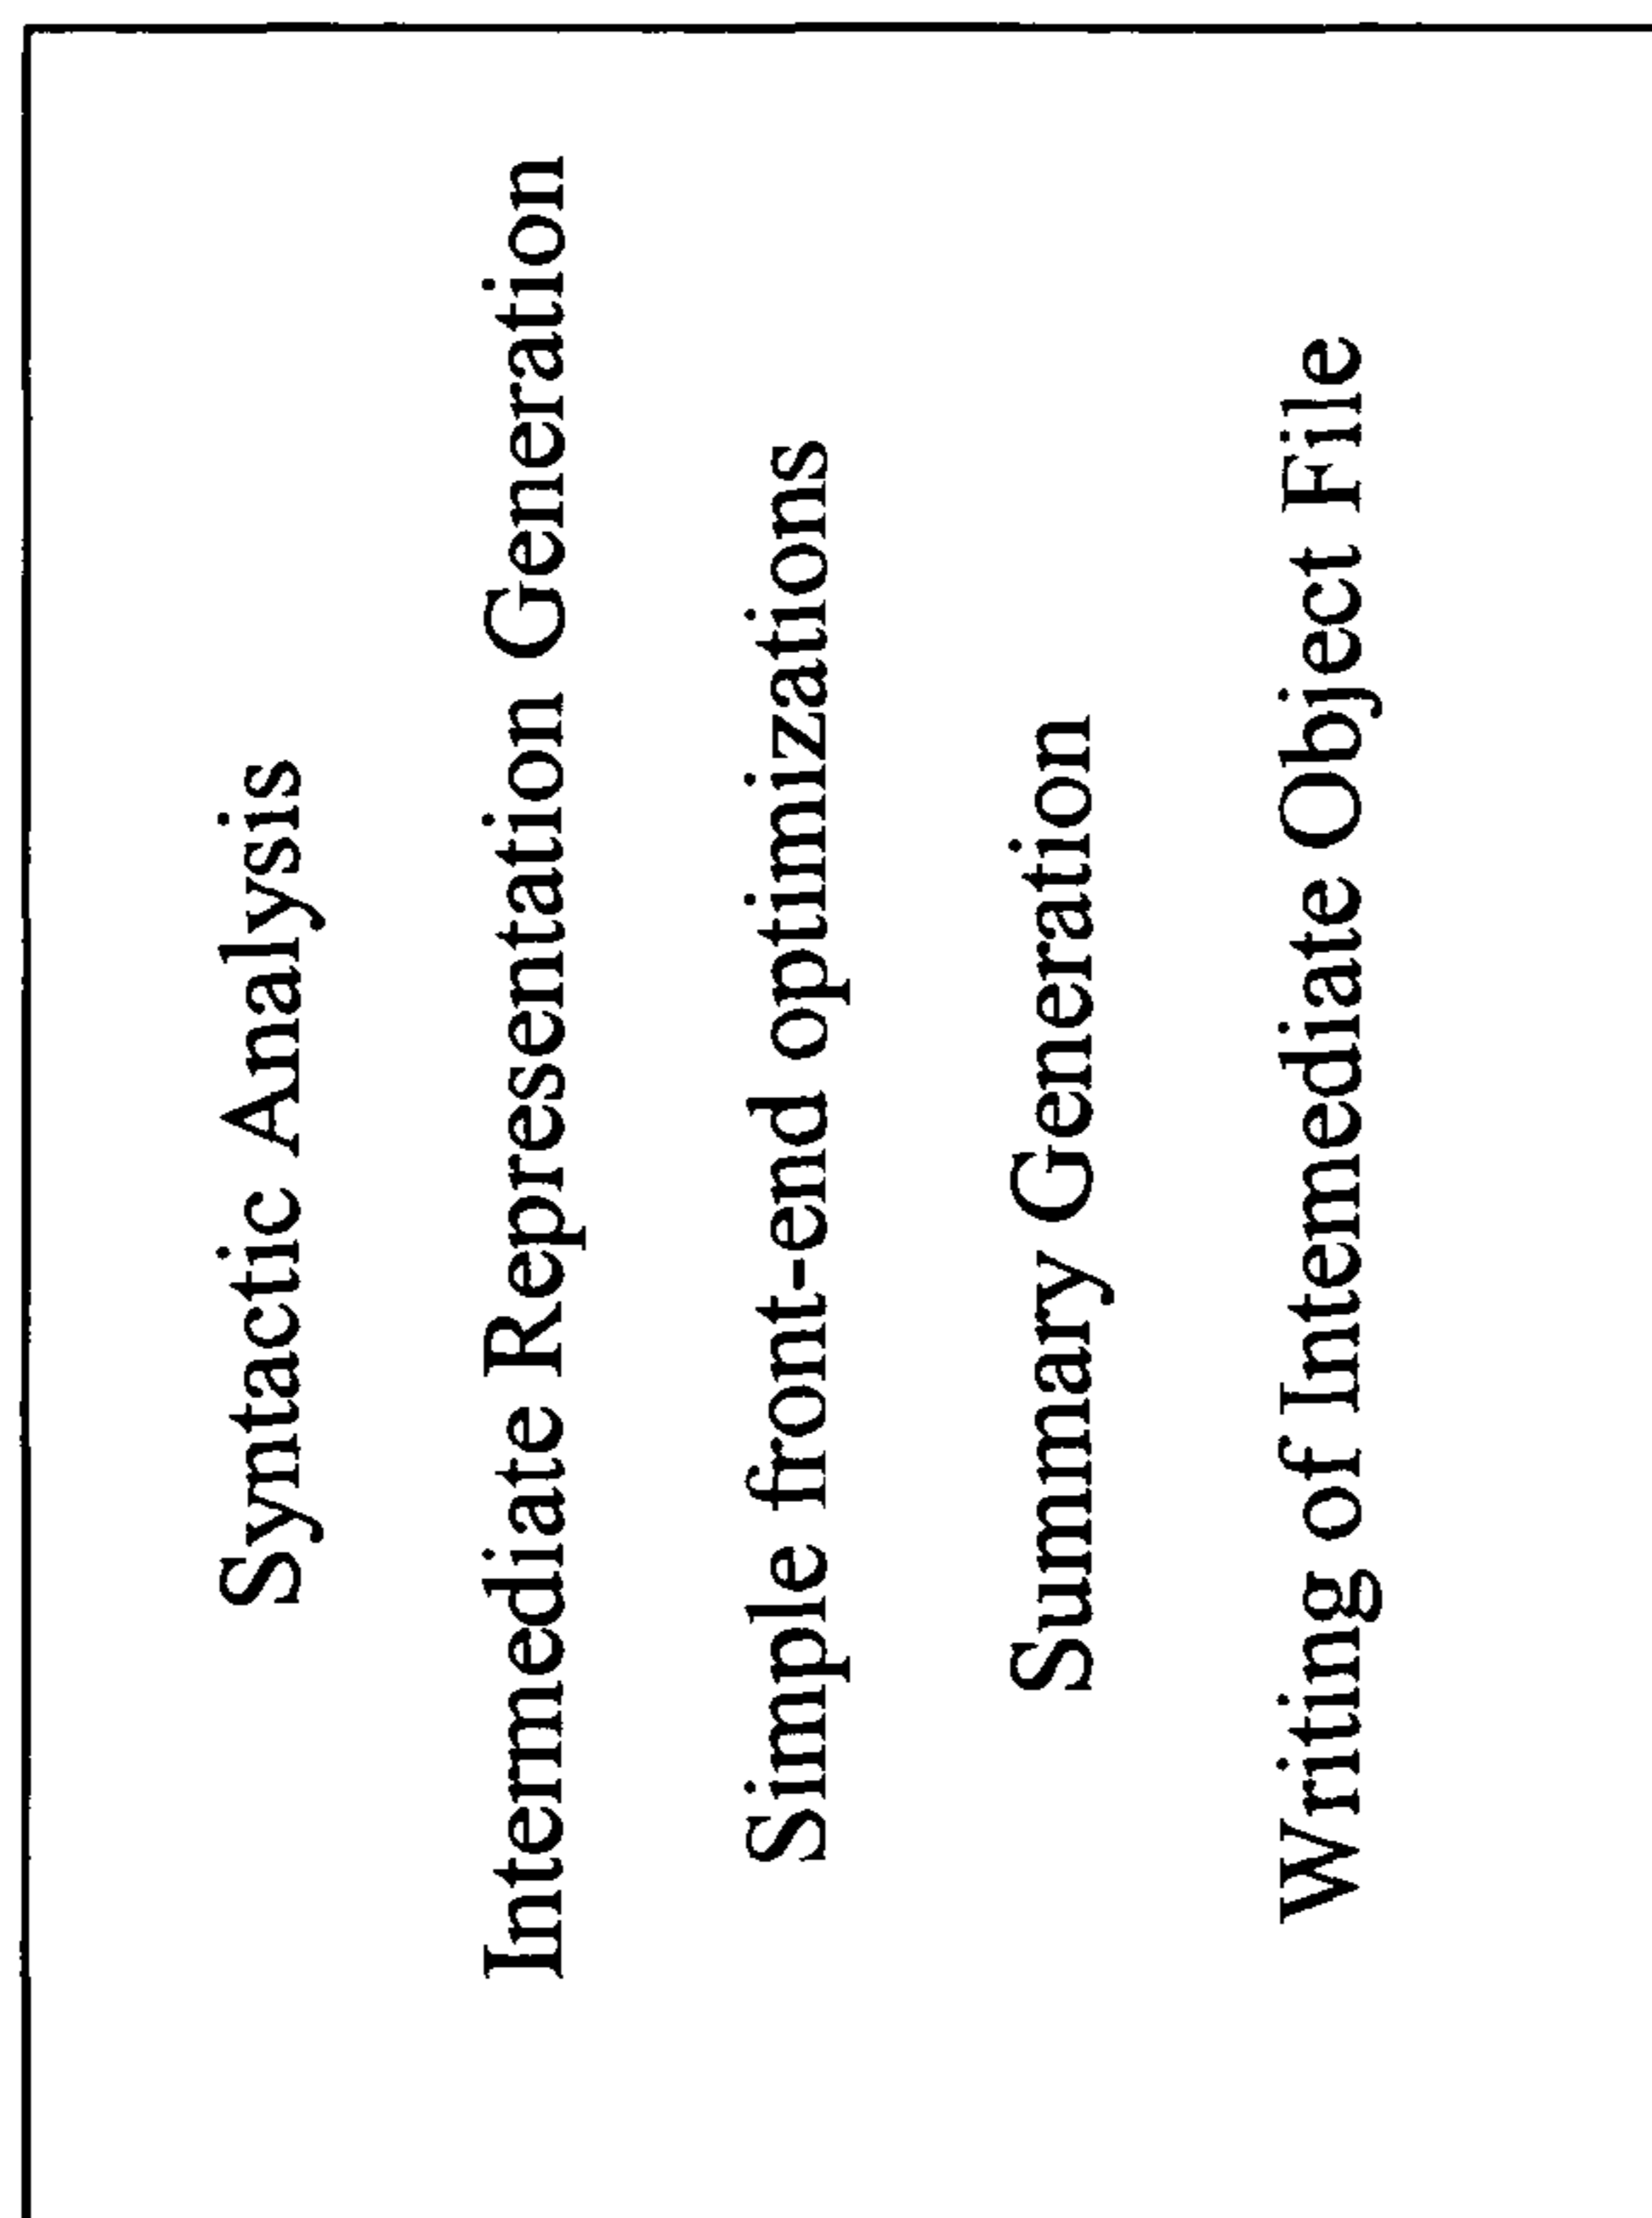 Syntactic Analysis
Intermediate Representation Generation
Simple front-end optimizations
Summary Generation
Writing of Intemediate Object File